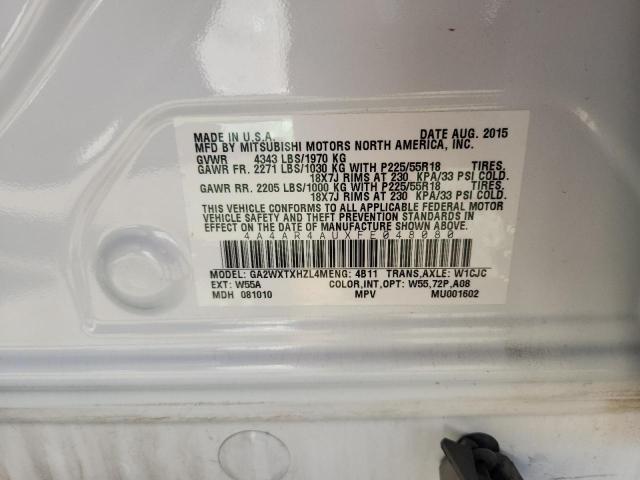 MADE IN U.S.A. DATE AUG. 2015
MFD BY MITSUBISHI MOTORS NORTH AMERICA, INC.
GVWR 4343 LBS/1970 KG
GAWR FR. 2271 LBS/1030 KG WITH P225/55R18 TIRES,
18X7J RIMS AT 230 KPA/33 PSI COLD.
GAWR RR. 2205 LBS/1000 KG WITH P225/55R18 TIRES,
18X7J RIMS AT 230 KPA/33 PSI COLD.
THIS VEHICLE CONFORMS TO ALL APPLICABLE FEDERAL MOTOR
VEHICLE SAFETY AND THEFT PREVENTION STANDARDS IN
EFFECT ON THE DATE OF MANUFACTURE SHOWN ABOVE.
4A4AR4AUXFE048080
MODEL: GA2WXTXHZL4MENG: 4B11 TRANS,AXLE: W1CJC
EXT: W55A COLOR,INT,OPT: W55,72P,A08
MDH 081010 MPV MU001602